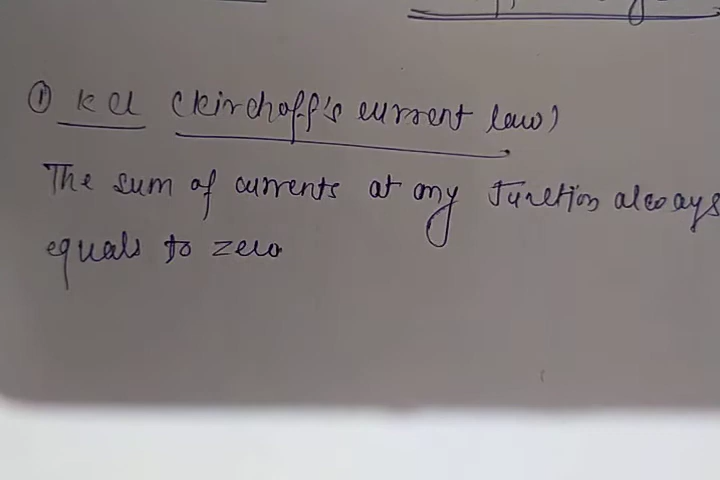 ① KCL (Kirchoff's current law)
The sum of currents at any Junction always
equals to zero